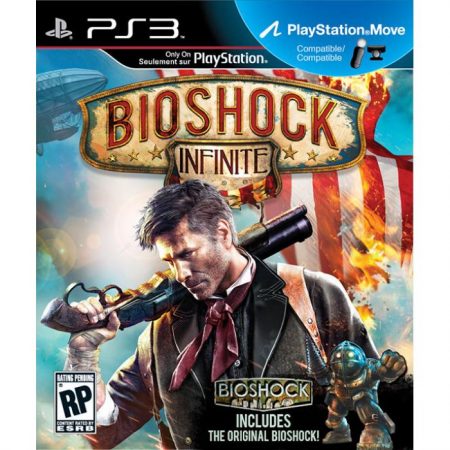 PS3
PlayStation®Move
Compatible/
Compatible
Only On
Seulement sur PlayStation®
BIOSHOCK
INFINITE
RATING PENDING
RP
CONTENT RATED BY
ESRB
BIOSHOCK
INCLUDES
THE ORIGINAL BIOSHOCK!